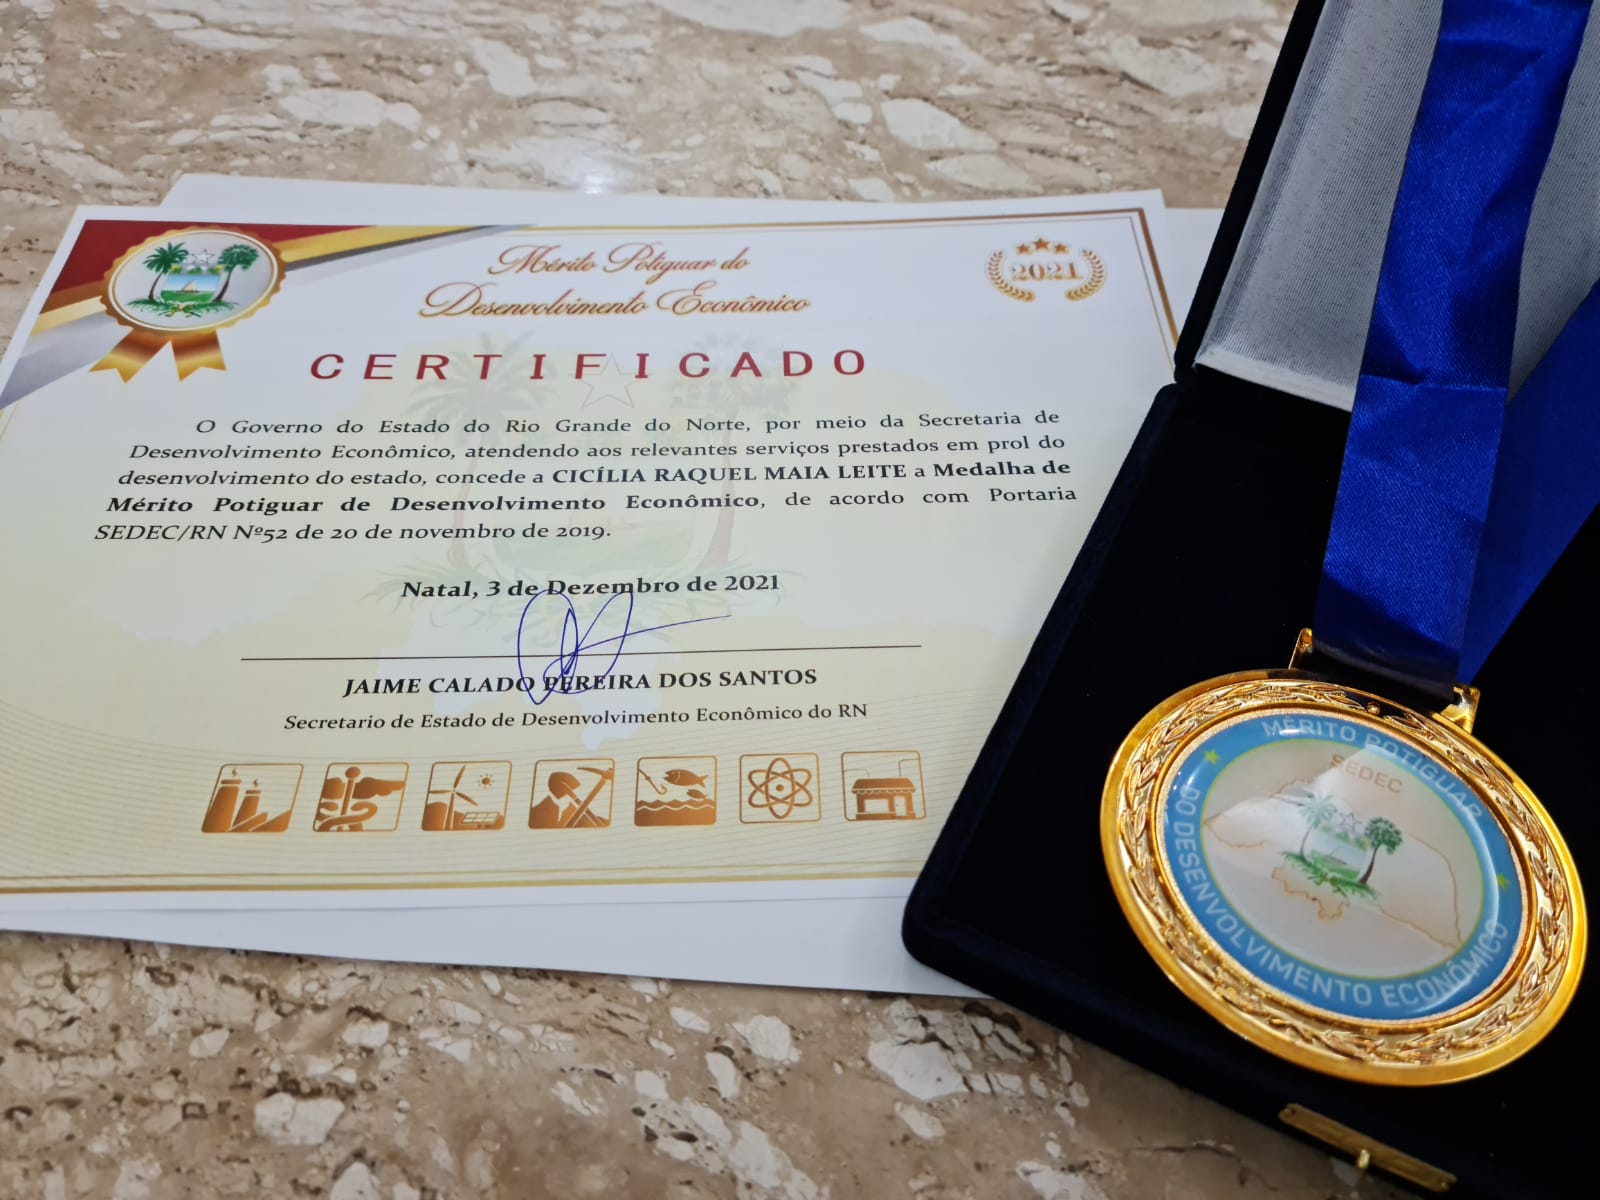 Mérito Potiguar do
Desenvolvimento Econômico
2021
CERTIFICADO
O Governo do Estado do Rio Grande do Norte, por meio da Secretaria de
Desenvolvimento Econômico, atendendo aos relevantes serviços prestados em prol do
desenvolvimento do estado, concede a CICÍLIA RAQUEL MAIA LEITE a Medalha de
Mérito Potiguar de Desenvolvimento Econômico, de acordo com Portaria
SEDEC/RN Nº52 de 20 de novembro de 2019.
Natal, 3 de Dezembro de 2021
JAIME CALADO PEREIRA DOS SANTOS
Secretario de Estado de Desenvolvimento Econômico do RN
MÉRITO POTIGUAR
SEDEC
DO DESENVOLVIMENTO ECONÔMICO